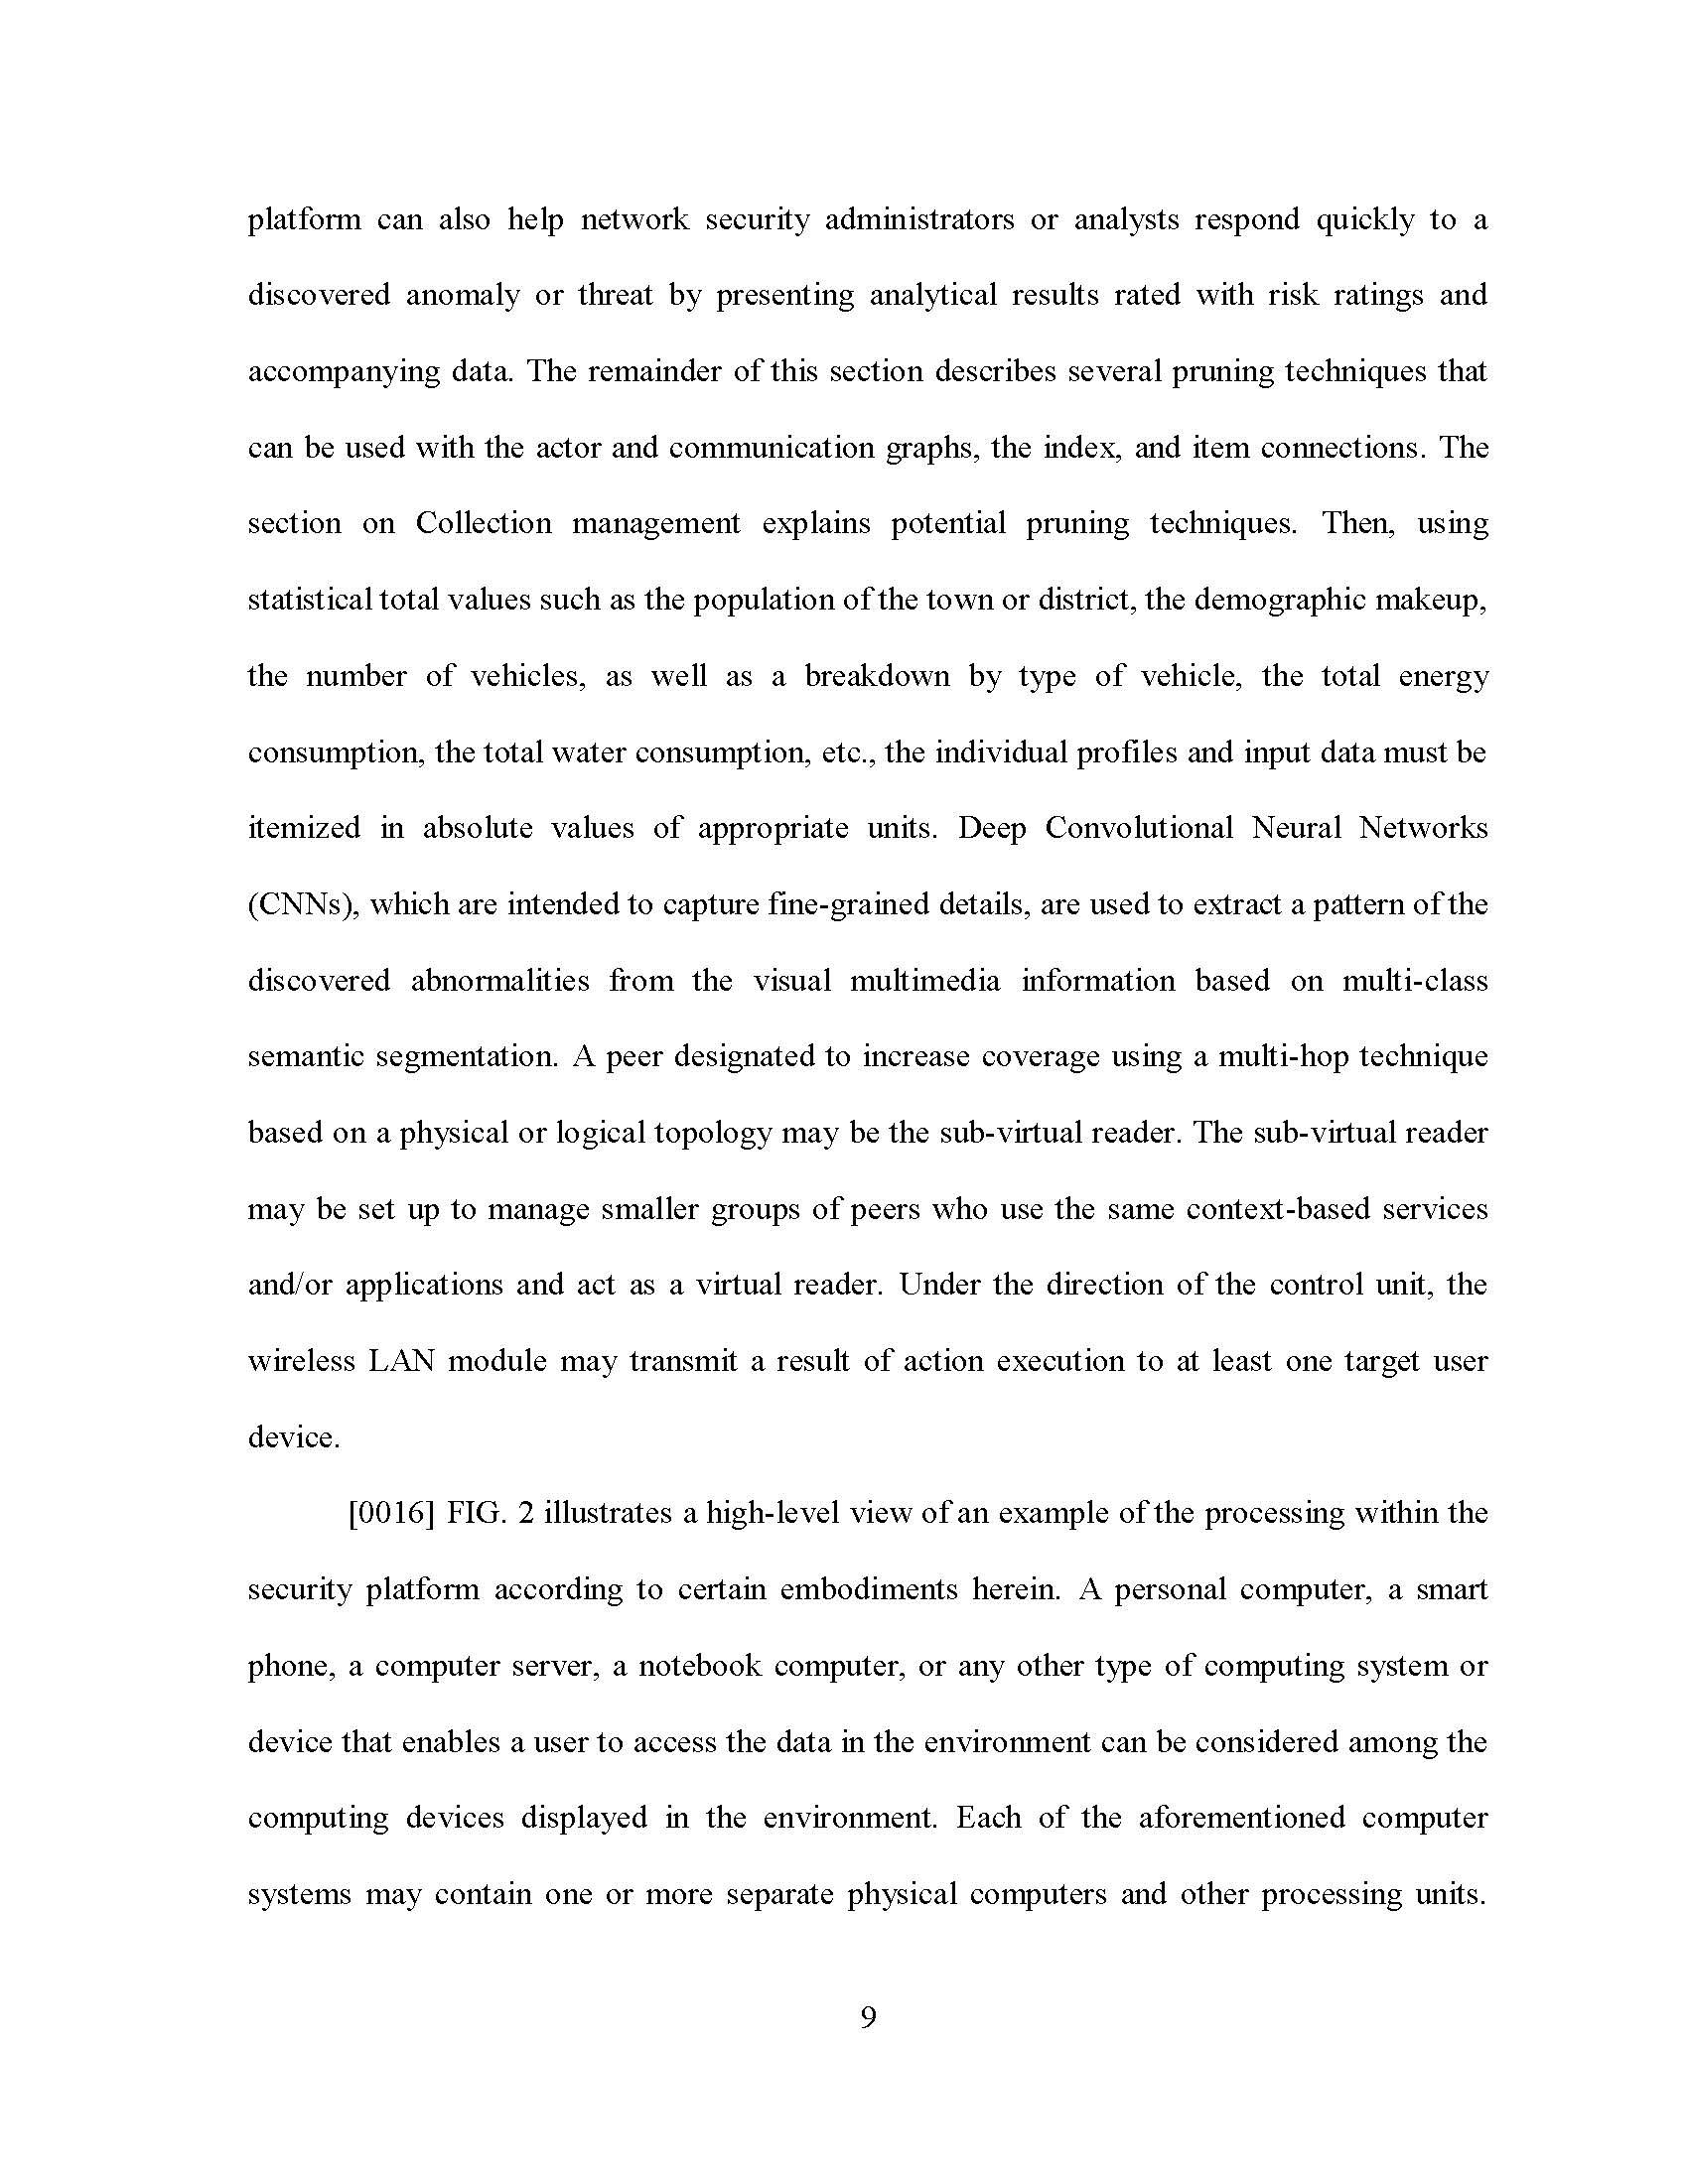 platform can also help network security administrators or analysts respond quickly to a
discovered anomaly or threat by presenting analytical results rated with risk ratings and
accompanying data. The remainder of this section describes several pruning techniques that
can be used with the actor and communication graphs, the index, and item connections. The
section on Collection management explains potential pruning techniques. Then, using
statistical total values such as the population of the town or district, the demographic makeup,
the number of vehicles, as well as a breakdown by type of vehicle, the total energy
consumption, the total water consumption, etc., the individual profiles and input data must be
itemized in absolute values of appropriate units. Deep Convolutional Neural Networks
(CNNs), which are intended to capture fine-grained details, are used to extract a pattern of the
discovered abnormalities from the visual multimedia information based on multi-class
semantic segmentation. A peer designated to increase coverage using a multi-hop technique
based on a physical or logical topology may be the sub-virtual reader. The sub-virtual reader
may be set up to manage smaller groups of peers who use the same context-based services
and/or applications and act as a virtual reader. Under the direction of the control unit, the
wireless LAN module may transmit a result of action execution to at least one target user
device.
[0016] FIG. 2 illustrates a high-level view of an example of the processing within the
security platform according to certain embodiments herein. A personal computer, a smart
phone, a computer server, a notebook computer, or any other type of computing system or
device that enables a user to access the data in the environment can be considered among the
computing devices displayed in the environment. Each of the aforementioned computer
systems may contain one or more separate physical computers and other processing units.
9